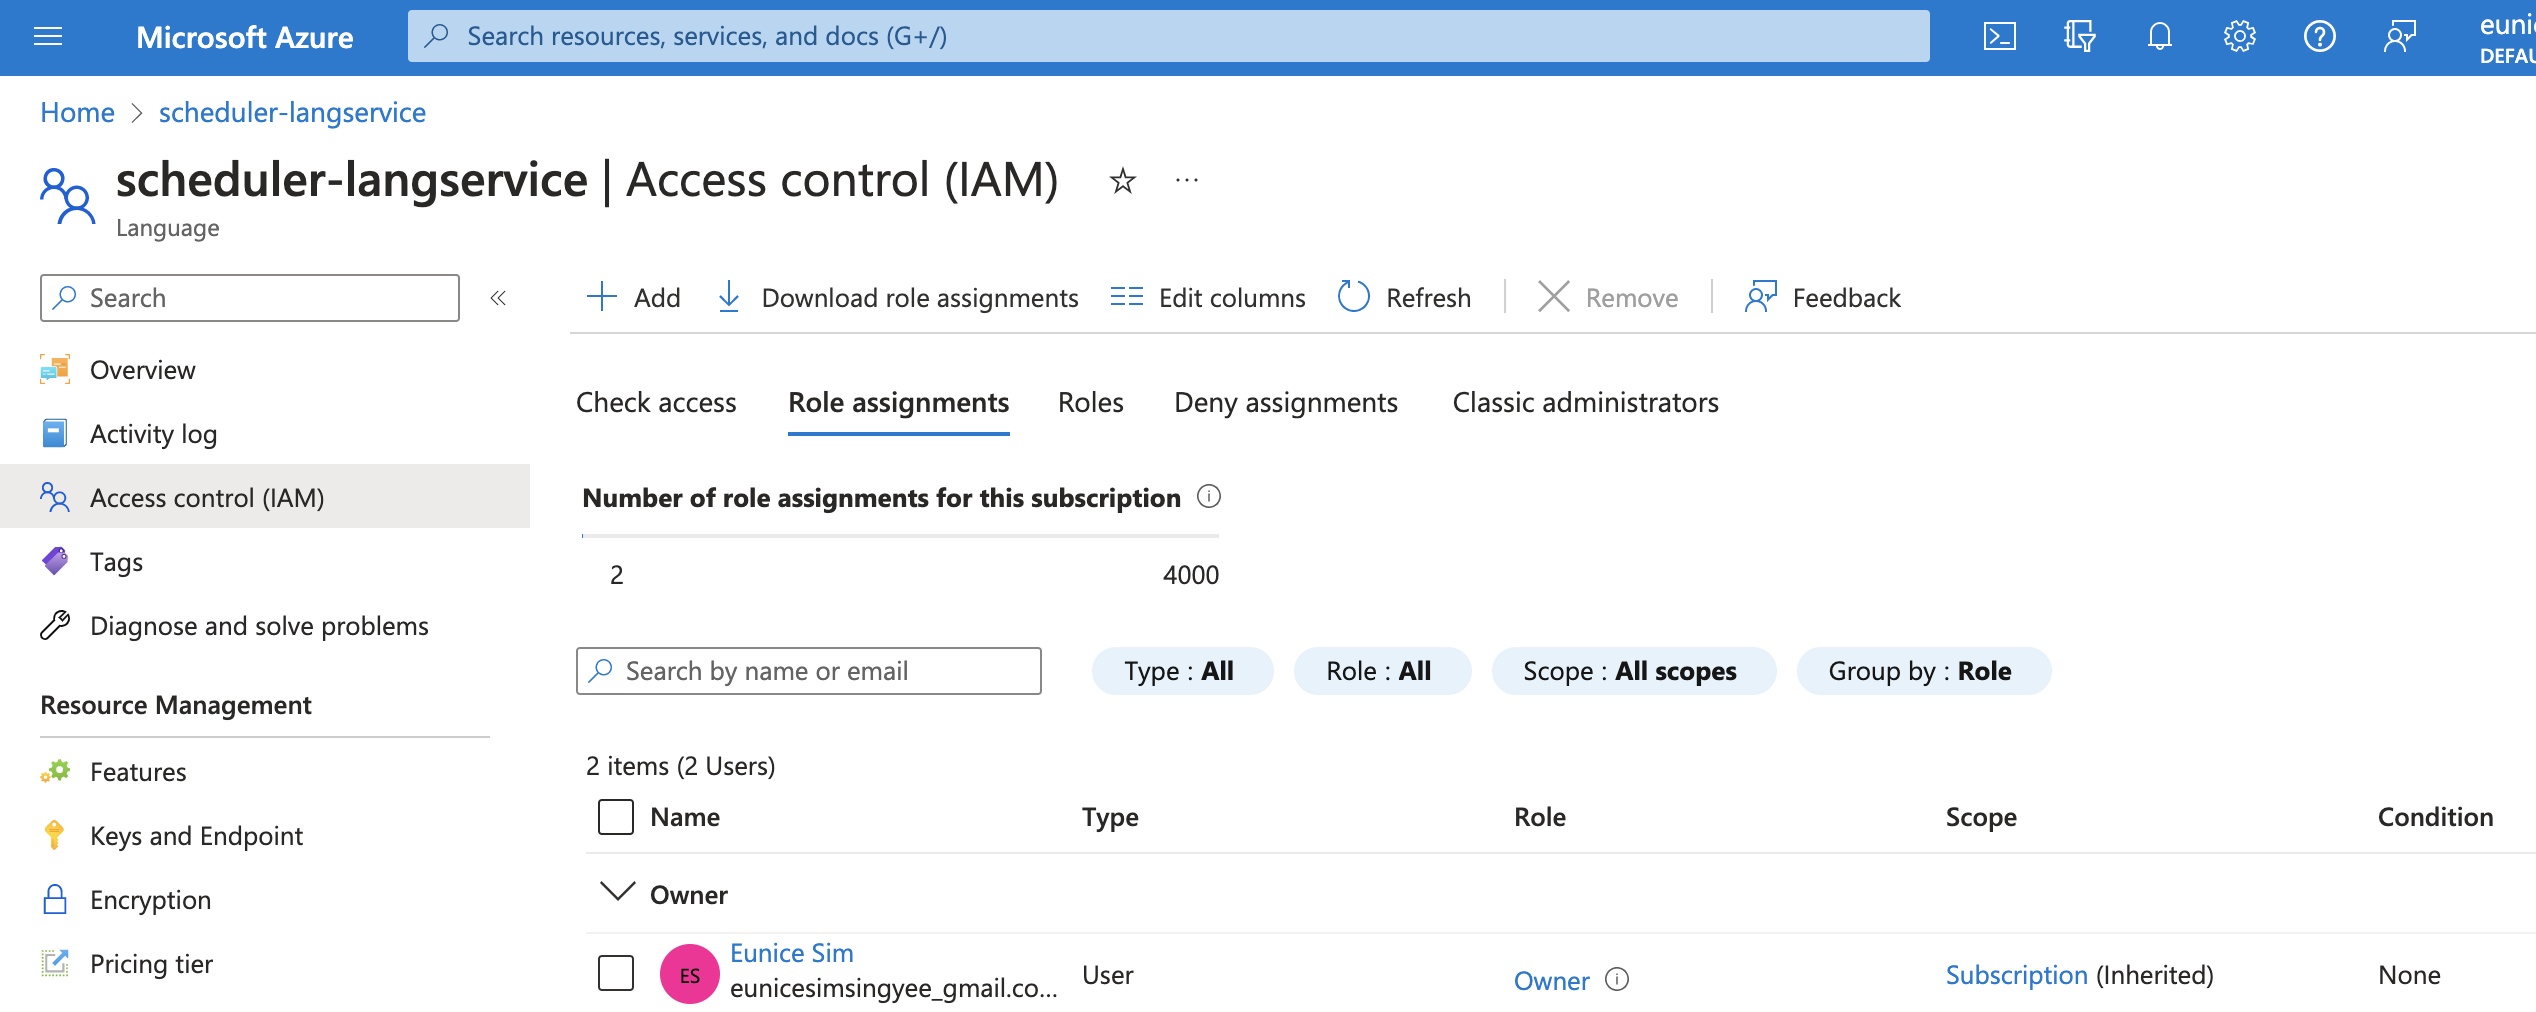 Microsoft Azure
Search resources, services, and docs (G+/)
DEFAU
Home > scheduler-langservice
scheduler-langservice | Access control (IAM)
Language
Search
Add
Download role assignments
Edit columns
Refresh
Remove
Feedback
Overview
Activity log
Access control (IAM)
Tags
Diagnose and solve problems
Resource Management
Features
Keys and Endpoint
Encryption
Pricing tier
Check access
Role assignments
Roles
Deny assignments
Classic administrators
Number of role assignments for this subscription
2
4000
Search by name or email
Type : All
Role : All
Scope : All scopes
Group by : Role
2 items (2 Users)
Name
Type
Role
Scope
Condition
Owner
ES
Eunice Sim
eunicesimsingyee_gmail.co...
User
Owner
Subscription (Inherited)
None